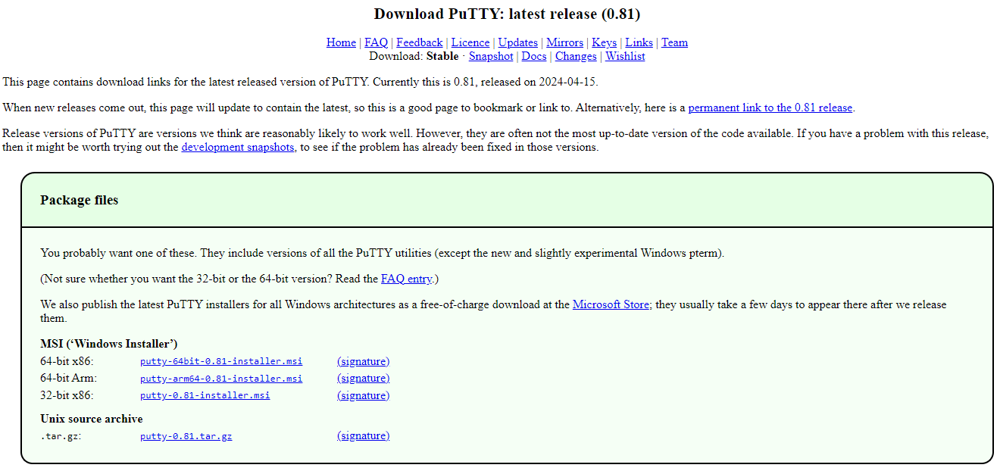 Download PuTTY: latest release (0.81)
Home | FAQ | Feedback | Licence | Updates | Mirrors | Keys | Links | Team
Download: Stable · Snapshot | Docs | Changes | Wishlist
This page contains download links for the latest released version of PuTTY. Currently this is 0.81, released on 2024-04-15.
When new releases come out, this page will update to contain the latest, so this is a good page to bookmark or link to. Alternatively, here is a permanent link to the 0.81 release.
Release versions of PuTTY are versions we think are reasonably likely to work well. However, they are often not the most up-to-date version of the code available. If you have a problem with this release,
then it might be worth trying out the development snapshots, to see if the problem has already been fixed in those versions.
Package files
You probably want one of these. They include versions of all the PuTTY utilities (except the new and slightly experimental Windows pterm).
(Not sure whether you want the 32-bit or the 64-bit version? Read the FAQ entry.)
We also publish the latest PuTTY installers for all Windows architectures as a free-of-charge download at the Microsoft Store; they usually take a few days to appear there after we release
them.
MSI (‘Windows Installer’)
64-bit x86: putty-64bit-0.81-installer.msi (signature)
64-bit Arm: putty-arm64-0.81-installer.msi (signature)
32-bit x86: putty-0.81-installer.msi (signature)
Unix source archive
.tar.gz: putty-0.81.tar.gz (signature)